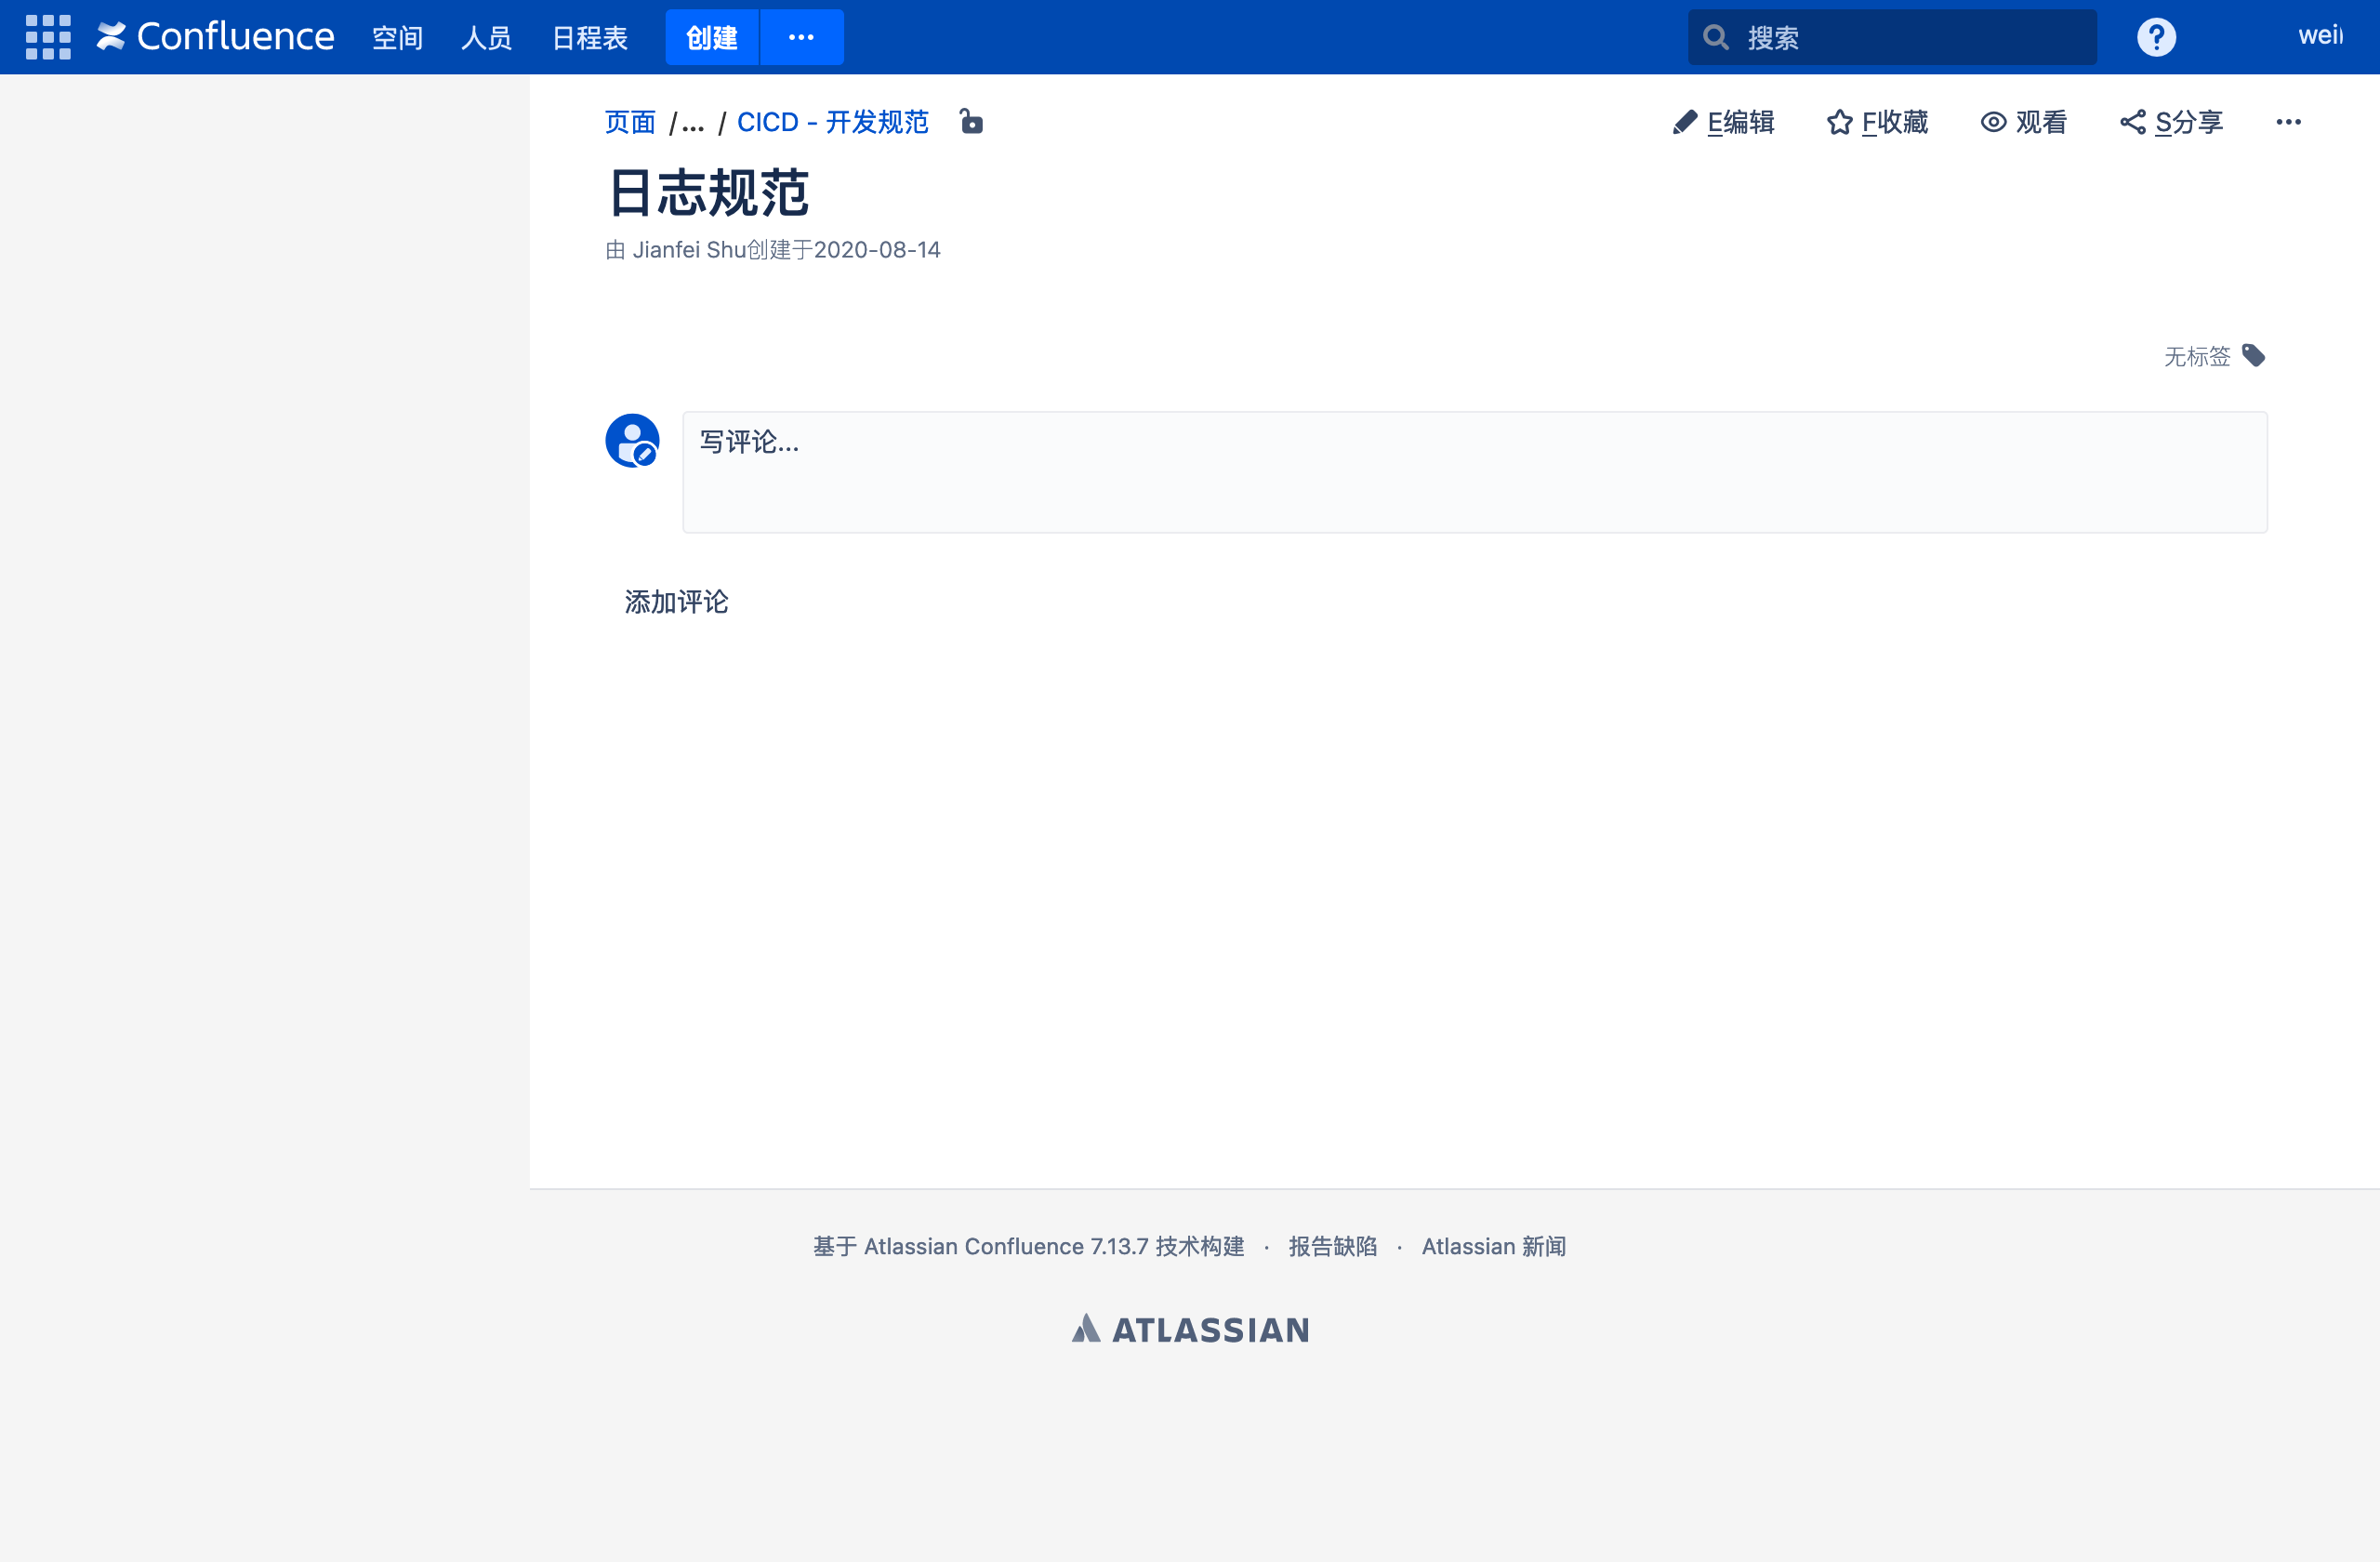 Confluence 空间 人员 日程表 创建 ··· 搜索 ?
页面 /... / CICD - 开发规范 E编辑 F收藏 观看 S分享 ···
日志规范
由 Jianfei Shu创建于2020-08-14
无标签
写评论...
添加评论
基于 Atlassian Confluence 7.13.7 技术构建 · 报告缺陷 · Atlassian 新闻
ATLASSIAN